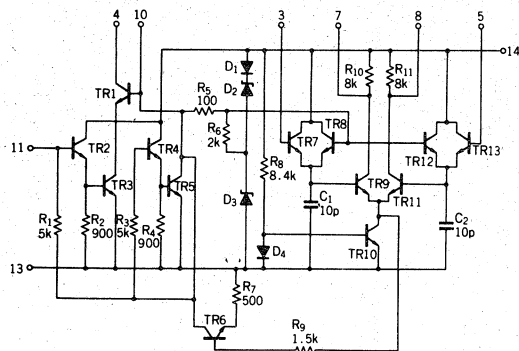 4
10
3
7
8
5
14
D1
D2
R10
8k
R11
8k
TR1
R5
100
R6
2k
TR7
TR8
TR12
TR13
11
TR2
TR4
R8
8.4k
TR3
TR5
D3
TR9
TR11
C1
10p
R1
5k
R2
900
R3
5k
R4
900
D4
TR10
C2
10p
13
R7
500
TR6
R9
1.5k